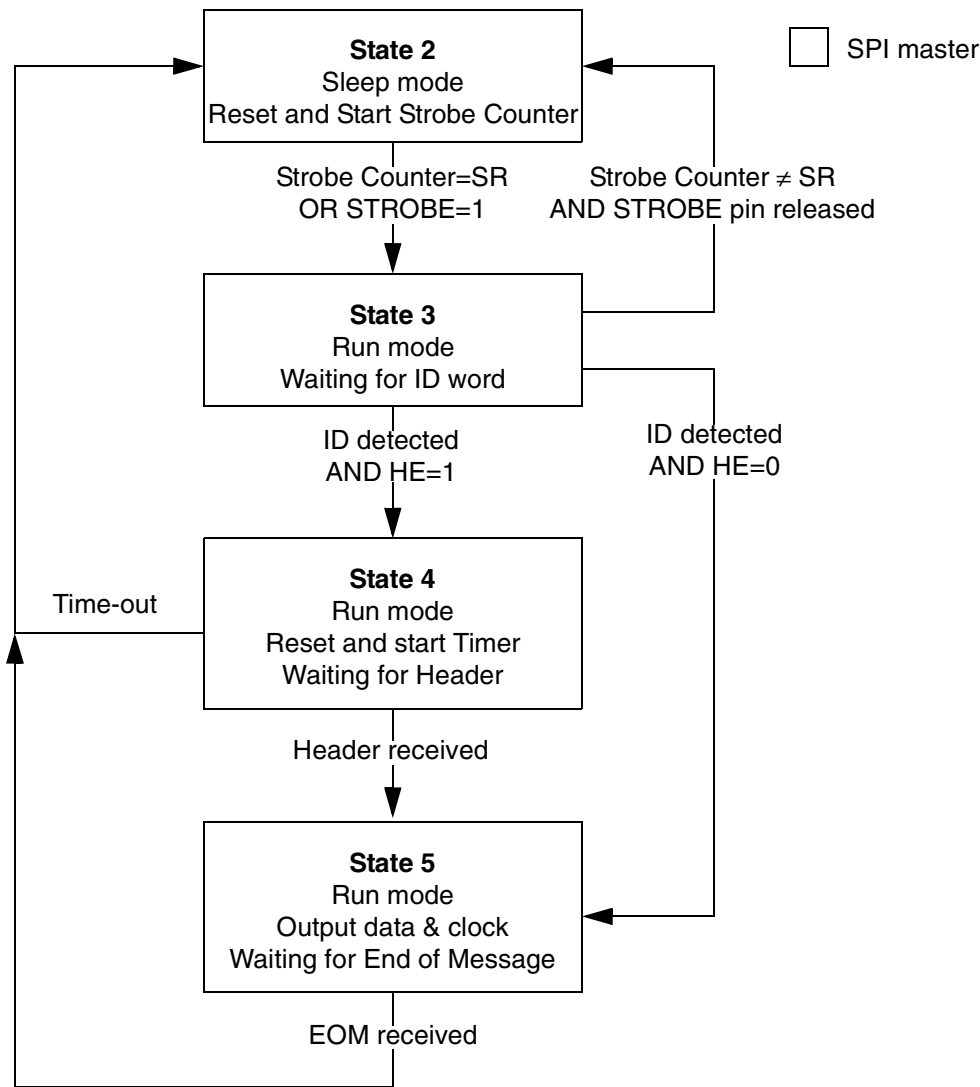 State 2
Sleep mode
Reset and Start Strobe Counter
SPI master
Strobe Counter=SR
OR STROBE=1
Strobe Counter ≠ SR
AND STROBE pin released
State 3
Run mode
Waiting for ID word
ID detected
AND HE=1
ID detected
AND HE=0
State 4
Run mode
Reset and start Timer
Waiting for Header
Time-out
Header received
State 5
Run mode
Output data & clock
Waiting for End of Message
EOM received